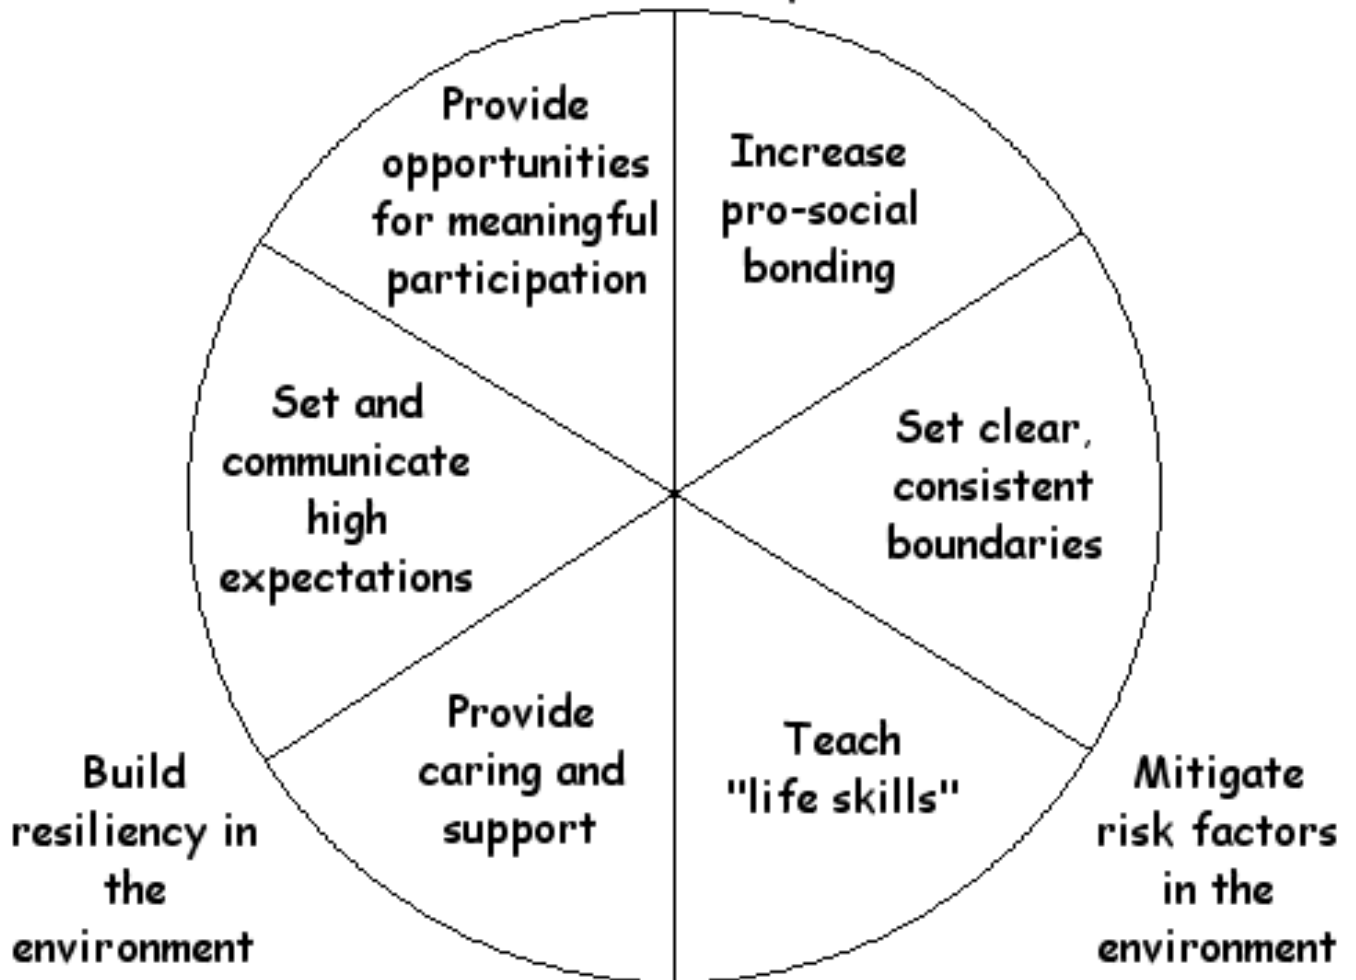 Provide
opportunities
for meaningful
participation
Increase
pro-social
bonding
Set and
communicate
high
expectations
Set clear,
consistent
boundaries
Provide
caring and
support
Teach
"life skills"
Build
resiliency in
the
environment
Mitigate
risk factors
in the
environment